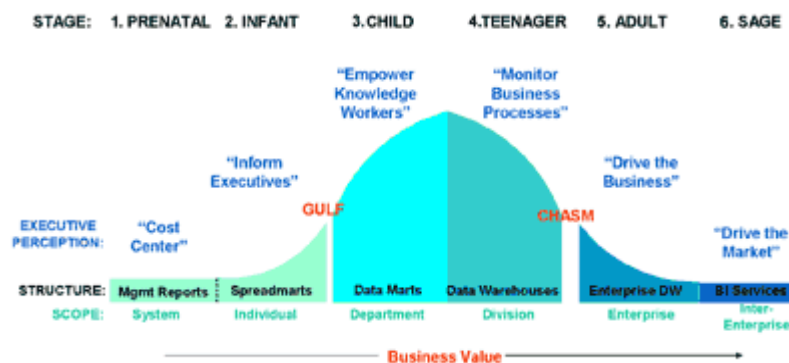 STAGE: 1. PRENATAL 2. INFANT 3. CHILD 4. TEENAGER 5. ADULT 6. SAGE
“Empower
Knowledge
Workers”
“Monitor
Business
Processes”
“Inform
Executives”
“Drive the
Business”
GULF
CHASM
EXECUTIVE
PERCEPTION:
“Cost
Center”
“Drive the
Market”
STRUCTURE: Mgmt Reports Spreadmarts Data Marts Data Warehouses Enterprise DW BI Services
SCOPE: System Individual Department Division Enterprise Inter-
Enterprise
Business Value